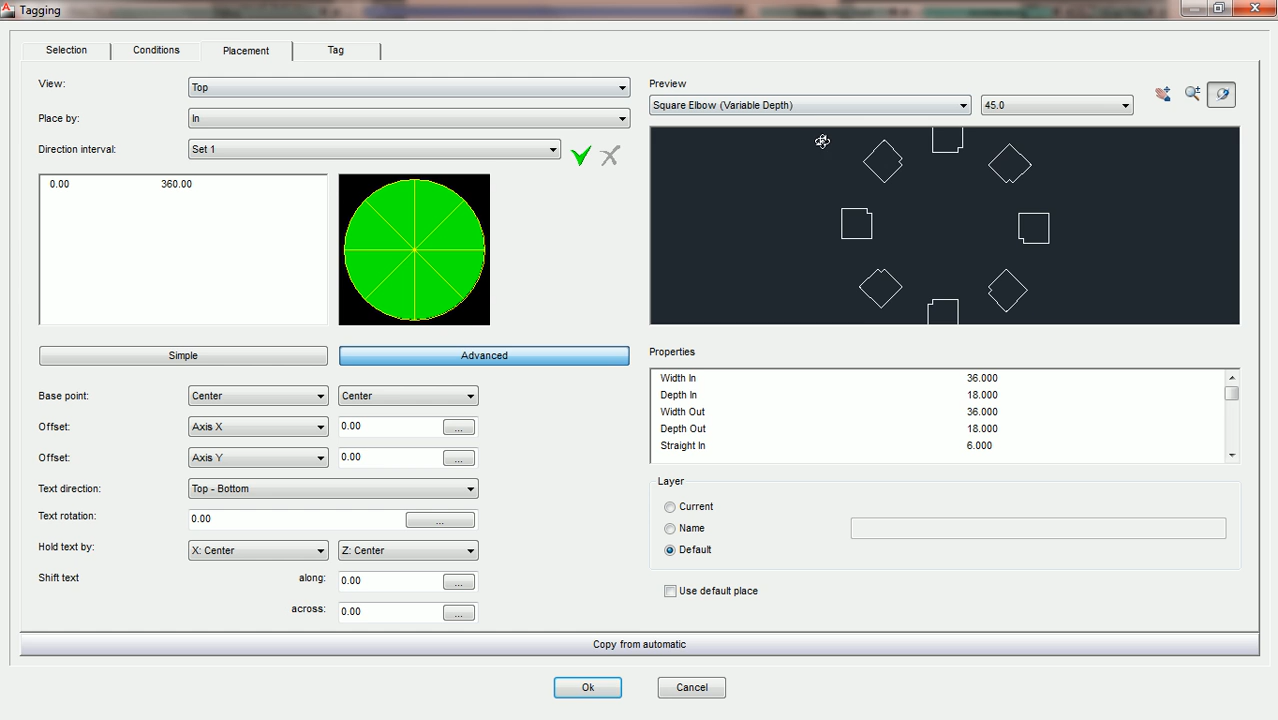 Tagging
Selection Conditions Placement Tag
View: Top
Place by: In
Direction interval: Set 1
0.00 360.00
Simple Advanced
Base point: Center Center
Offset: Axis X 0.00 ...
Offset: Axis Y 0.00 ...
Text direction: Top - Bottom
Text rotation: 0.00 ...
Hold text by: X: Center Z: Center
Shift text along: 0.00 ...
across: 0.00 ...
Preview
Square Elbow (Variable Depth) 45.0
Properties
Width In 36.000
Depth In 18.000
Width Out 36.000
Depth Out 18.000
Straight In 6.000
Layer
Current
Name
Default
Use default place
Copy from automatic
Ok Cancel